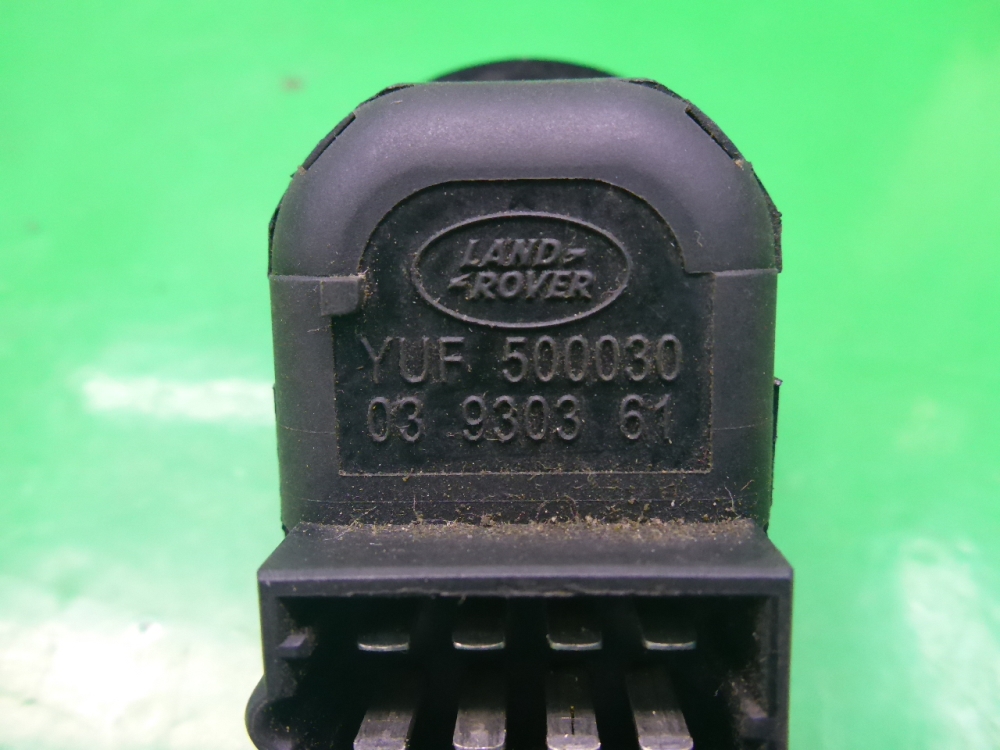 LAND
ROVER
YUF 500030
03 9303 61